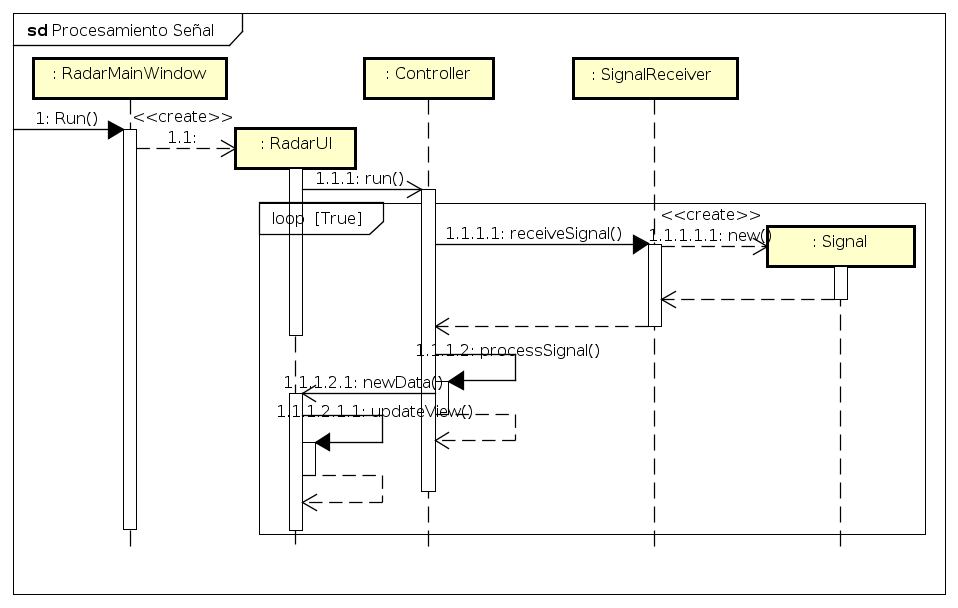 sd Procesamiento Señal
: RadarMainWindow
: Controller
: SignalReceiver
1: Run()
<<create>>
1.1:
: RadarUI
1.1.1: run()
loop [True]
<<create>>
1.1.1.1: receiveSignal()
1.1.1.1.1: new()
: Signal
1.1.1.2: processSignal()
1.1.1.2.1: newData()
1.1.1.2.1.1: updateView()